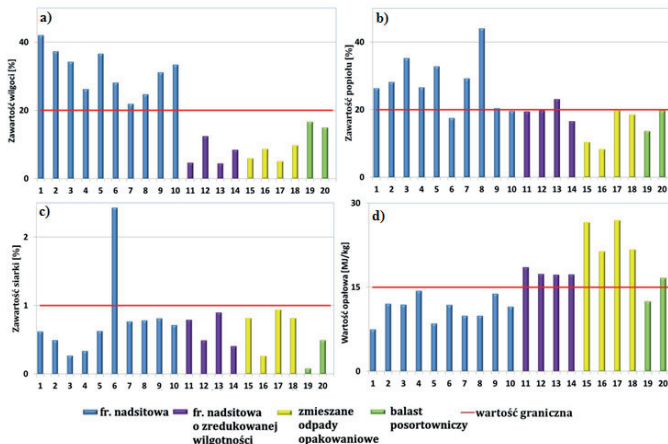 a)
Zawartość wilgoci [%]
40
20
0
1 2 3 4 5 6 7 8 9 10 11 12 13 14 15 16 17 18 19 20
b)
Zawartość popiołu [%]
40
20
0
1 2 3 4 5 6 7 8 9 10 11 12 13 14 15 16 17 18 19 20
c)
Zawartość siarki [%]
2
1
0
1 2 3 4 5 6 7 8 9 10 11 12 13 14 15 16 17 18 19 20
d)
Wartość opałowa [MJ/kg]
30
15
0
1 2 3 4 5 6 7 8 9 10 11 12 13 14 15 16 17 18 19 20
fr. nadsitowa
fr. nadsitowa
o zredukowanej
wilgotności
zmieszane
odpady
opakowaniowe
balast
posortowniczy
wartość graniczna